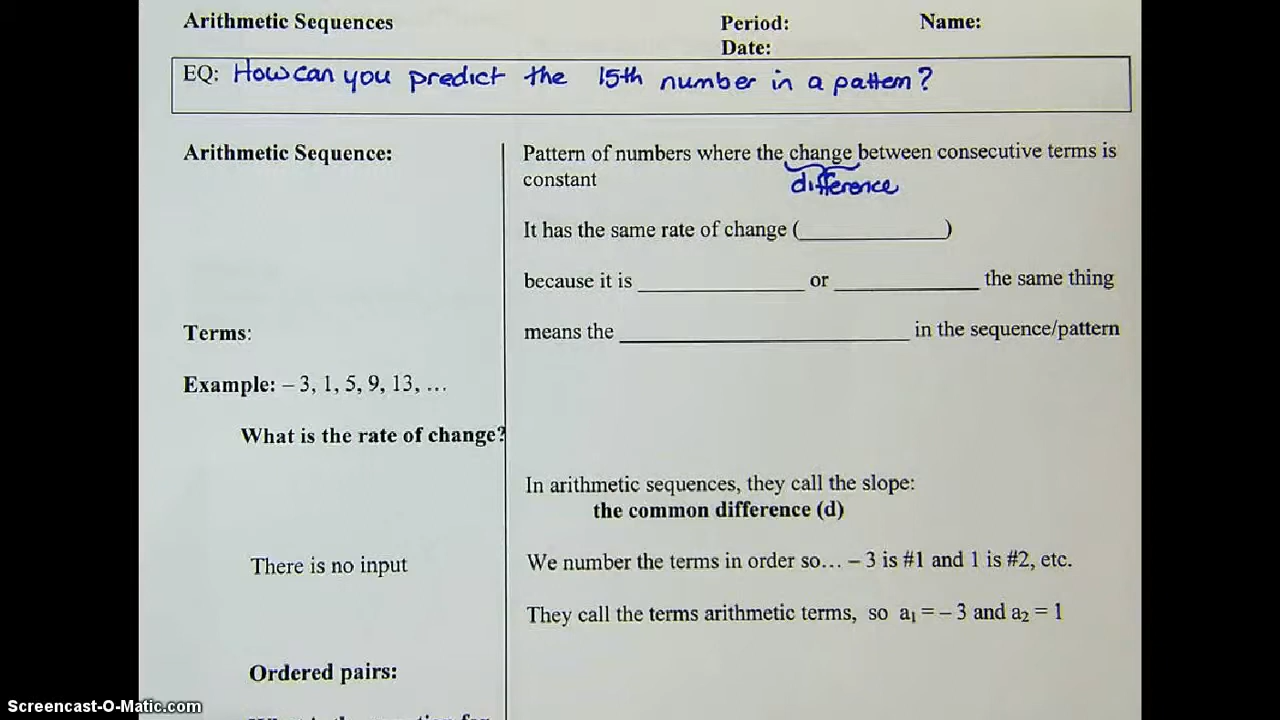 Arithmetic Sequences Period: Name:
Date:
EQ: How can you predict the 15th number in a pattern?
Arithmetic Sequence: Pattern of numbers where the change between consecutive terms is
constant difference
It has the same rate of change (____________)
because it is ______________ or ____________ the same thing
Terms: means the ________________________ in the sequence/pattern
Example: – 3, 1, 5, 9, 13, …
What is the rate of change?
In arithmetic sequences, they call the slope:
the common difference (d)
There is no input We number the terms in order so… – 3 is #1 and 1 is #2, etc.
They call the terms arithmetic terms, so a₁ = – 3 and a₂ = 1
Ordered pairs:
Screencast-O-Matic.com